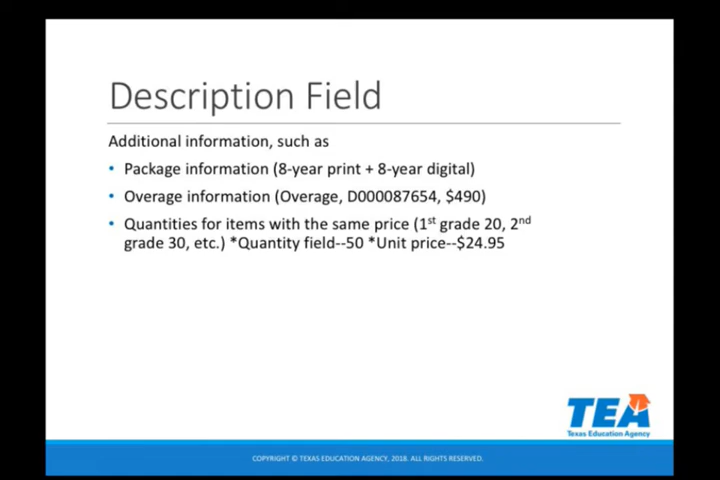 Description Field
Additional information, such as
• Package information (8-year print + 8-year digital)
• Overage information (Overage, D000087654, $490)
• Quantities for items with the same price (1st grade 20, 2nd
grade 30, etc.) *Quantity field--50 *Unit price--$24.95
TEA
Texas Education Agency
COPYRIGHT © TEXAS EDUCATION AGENCY, 2018. ALL RIGHTS RESERVED.